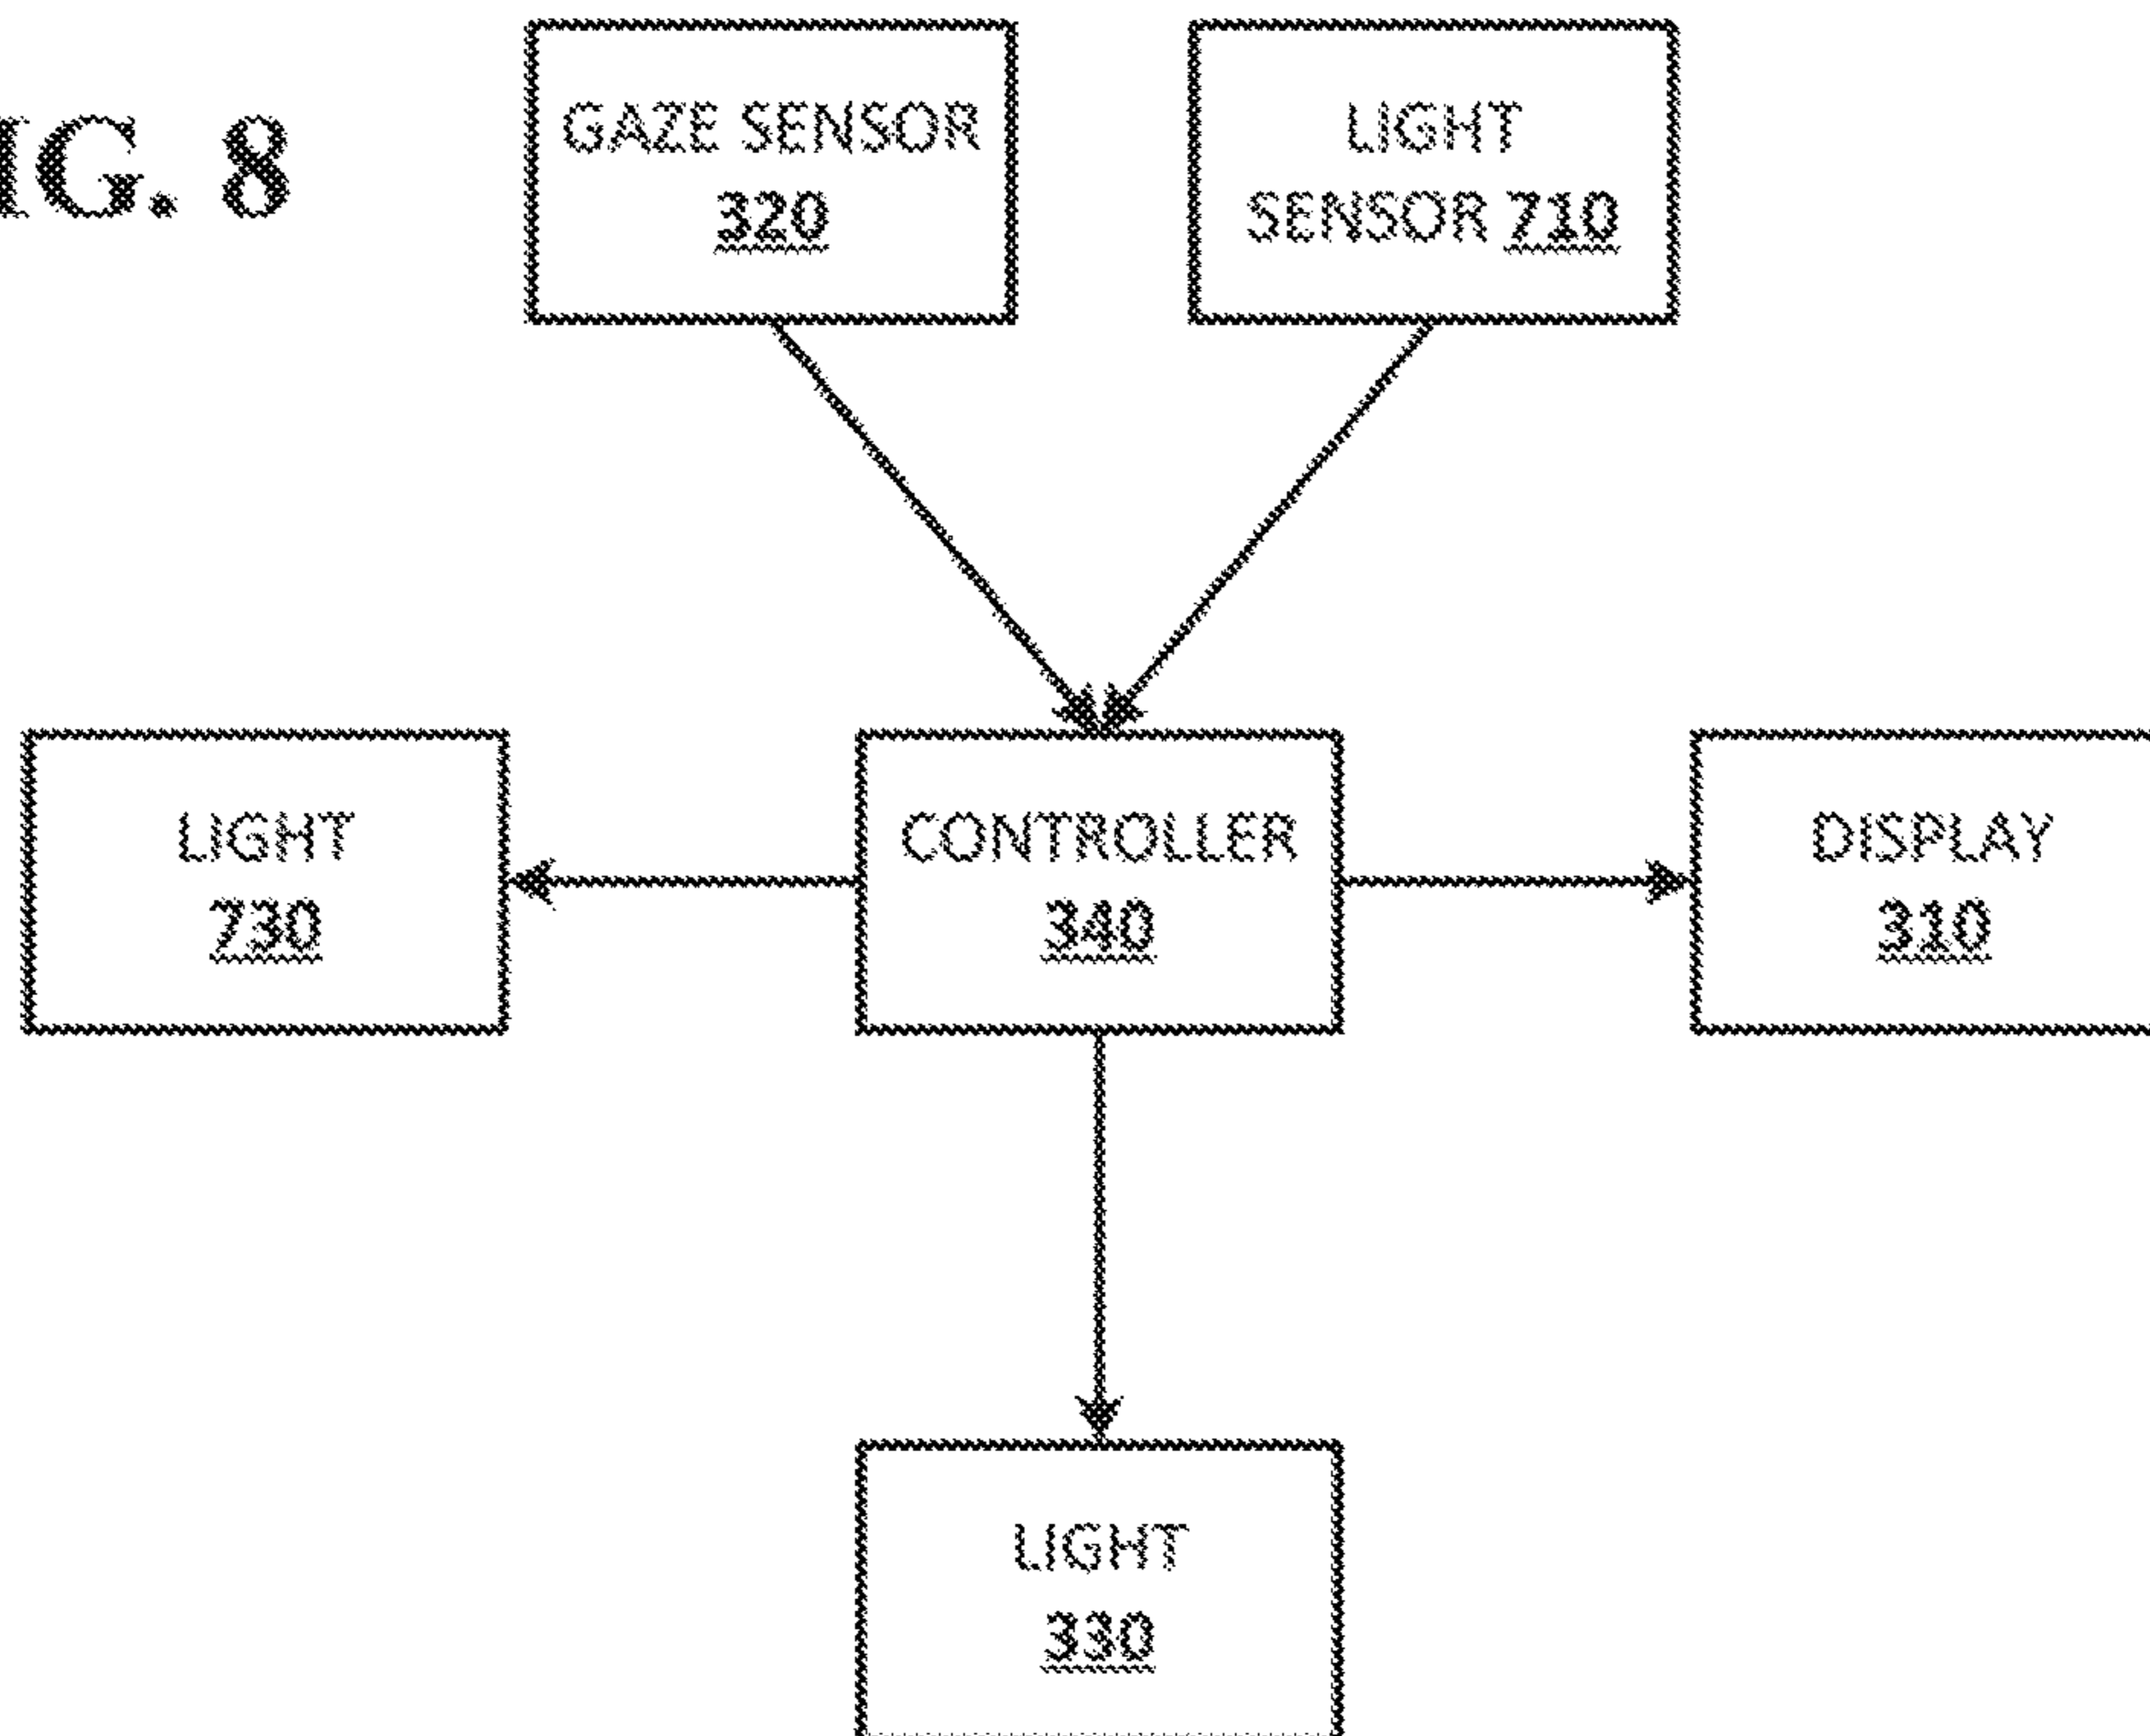 IG. 8
GAZE SENSOR
320
LIGHT
SENSOR 710
LIGHT
730
CONTROLLER
340
DISPLAY
310
LIGHT
330